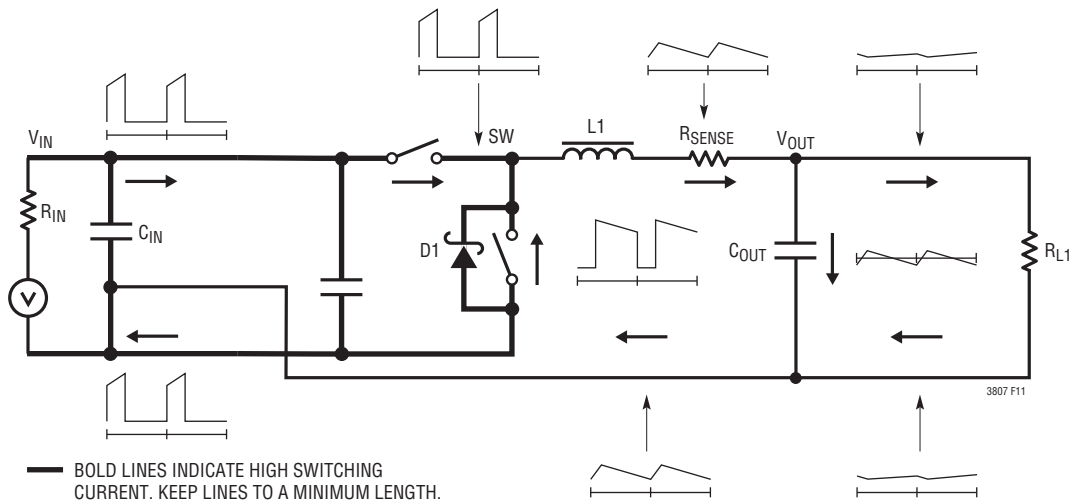 SW
L1
RSENSE
VOUT
VIN
RIN
CIN
V
D1
COUT
RL1
3807 F11
BOLD LINES INDICATE HIGH SWITCHING
CURRENT. KEEP LINES TO A MINIMUM LENGTH.